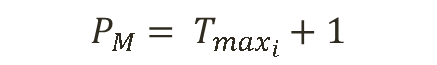 P_M = T_{max_i} + 1